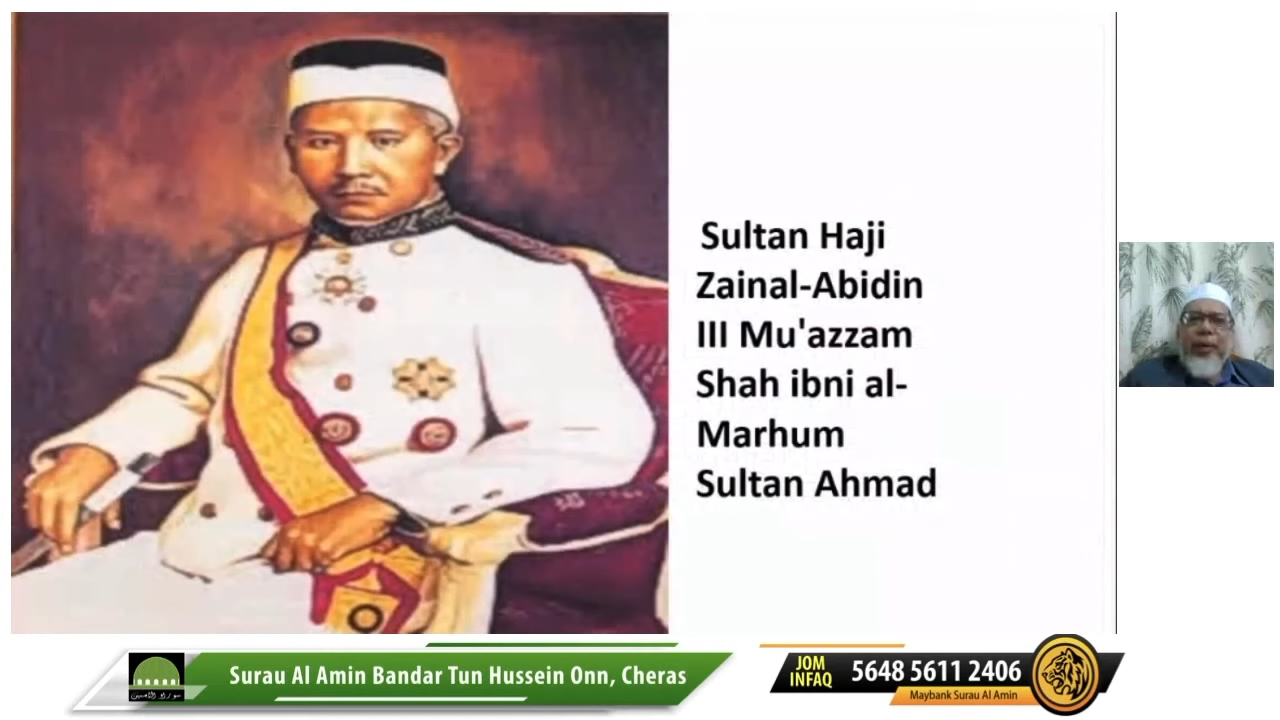 Sultan Haji
Zainal-Abidin
III Mu'azzam
Shah ibni al-
Marhum
Sultan Ahmad
Surau Al Amin Bandar Tun Hussein Onn, Cheras
JOM
INFAQ
5648 5611 2406
Maybank Surau Al Amin